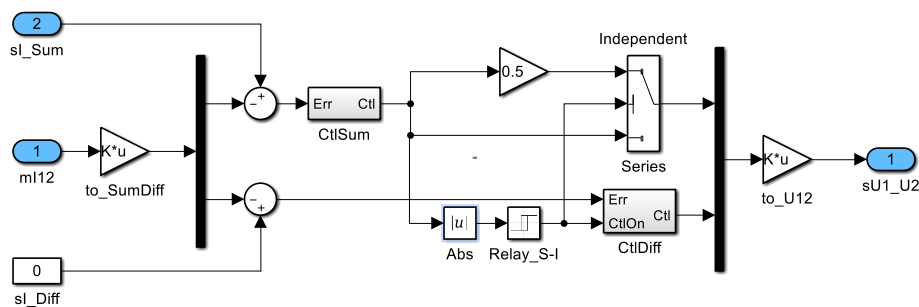 2
sI_Sum
Independent
0.5
Err Ctl
CtlSum
1
mI12
K*u
to_SumDiff
Series
K*u
to_U12
1
sU1_U2
Err
Ctl
CtlOn
CtlDiff
|u|
Abs
Relay_S-I
0
sI_Diff